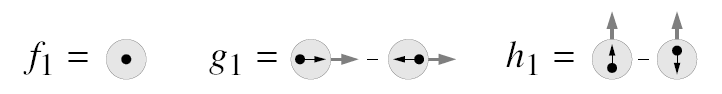 f₁ = g₁ = – h₁ = –